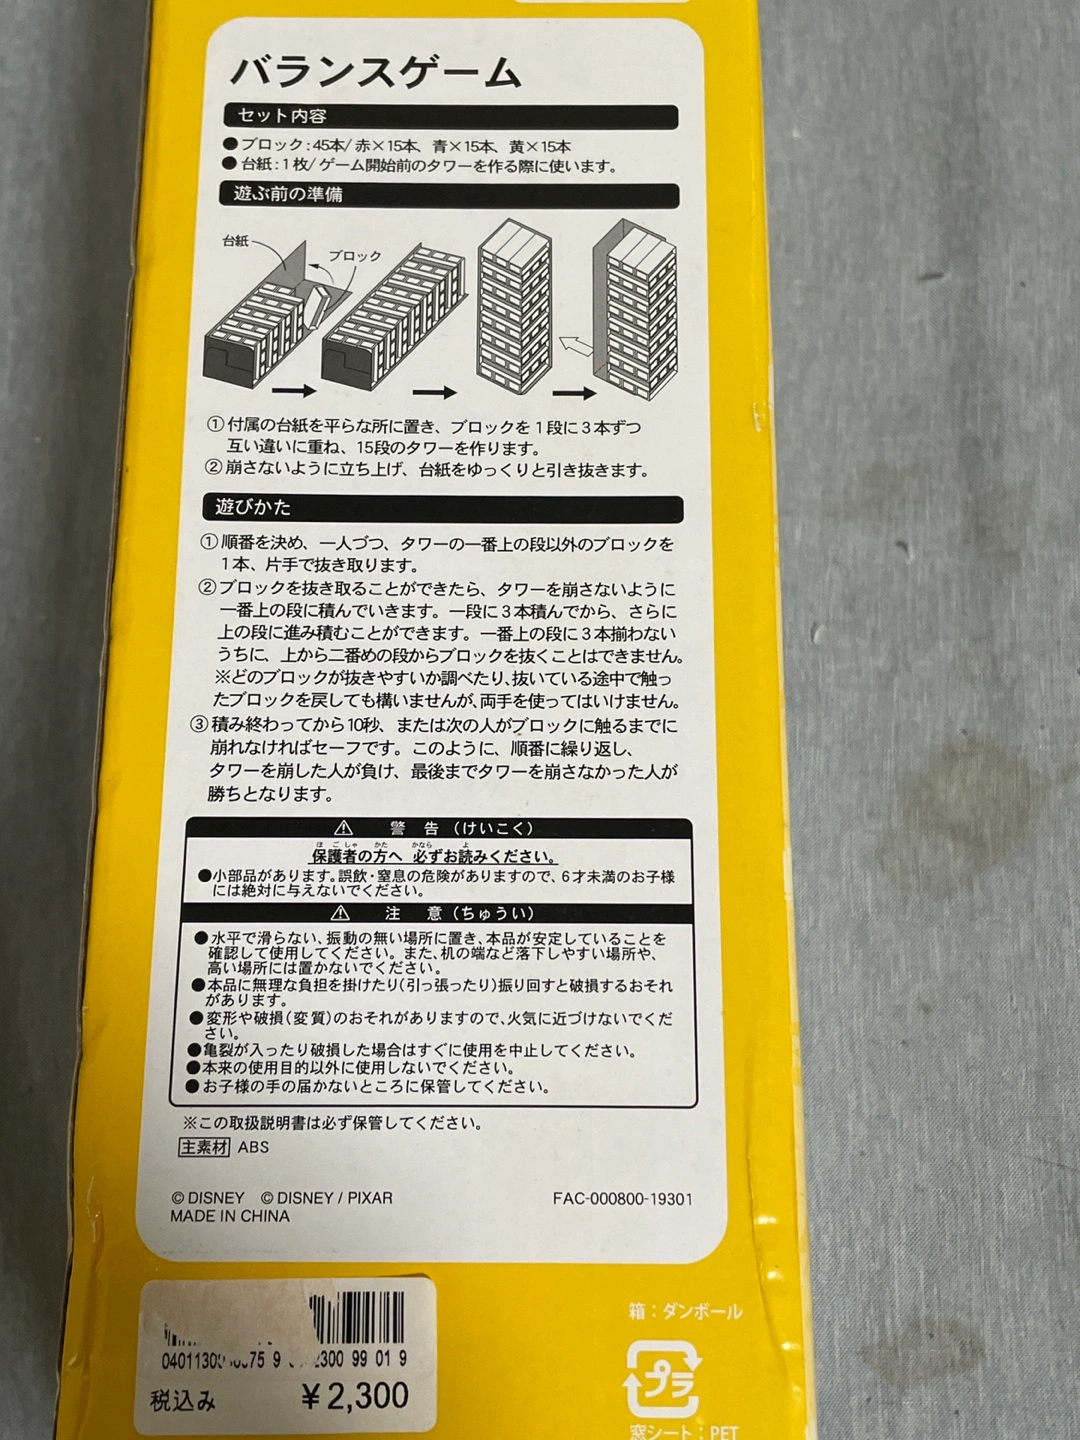 バランスゲーム
セット内容
●ブロック:45本/赤×15本、青×15本、黄×15本
●台紙:1枚/ゲーム開始前のタワーを作る際に使います。
遊ぶ前の準備
台紙
ブロック
①付属の台紙を平らな所に置き、ブロックを1段に3本ずつ
互い違いに重ね、15段のタワーを作ります。
②崩さないように立ち上げ、台紙をゆっくりと引き抜きます。
遊びかた
①順番を決め、一人づつ、タワーの一番上の段以外のブロックを
1本、片手で抜き取ります。
②ブロックを抜き取ることができたら、タワーを崩さないように
一番上の段に積んでいきます。一段に3本積んでから、さらに
上の段に進み積むことができます。一番上の段に3本揃わない
うちに、上から二番めの段からブロックを抜くことはできません。
※どのブロックが抜きやすいか調べたり、抜いている途中で触っ
たブロックを戻しても構いませんが、両手を使ってはいけません。
③積み終わってから10秒、または次の人がブロックに触るまでに
崩れなければセーフです。このように、順番に繰り返し、
タワーを崩した人が負け、最後までタワーを崩さなかった人が
勝ちとなります。
⚠ 警告(けいこく)
ほごしゃ かた かなら よ
保護者の方へ 必ずお読みください。
●小部品があります。誤飲・窒息の危険がありますので、6才未満のお子様
には絶対に与えないでください。
⚠ 注意(ちゅうい)
●水平で滑らない、振動の無い場所に置き、本品が安定していることを
確認して使用してください。また、机の端など落下しやすい場所や、
高い場所には置かないでください。
●本品に無理な負担を掛けたり(引っ張ったり)振り回すと破損するおそれ
があります。
●変形や破損(変質)のおそれがありますので、火気に近づけないでくだ
さい。
●亀裂が入ったり破損した場合はすぐに使用を中止してください。
●本来の使用目的以外に使用しないでください。
●お子様の手の届かないところに保管してください。
※この取扱説明書は必ず保管してください。
主素材 ABS
©DISNEY ©DISNEY/PIXAR
FAC-000800-19301
MADE IN CHINA
箱:ダンボール
プラ
窓シート:PET
9
2300 99 01 9
税込み ¥2,300